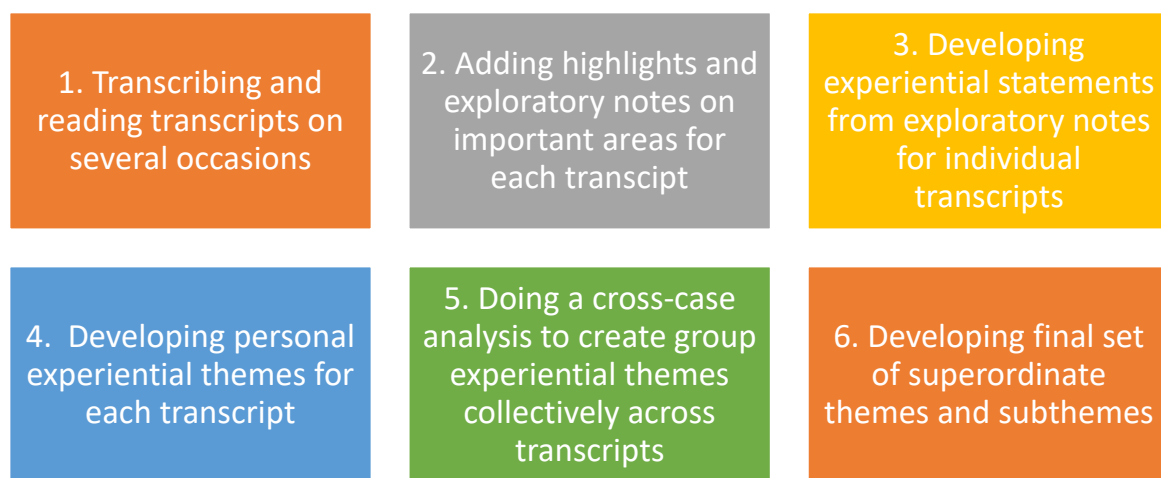 1. Transcribing and
reading transcripts on
several occasions
2. Adding highlights and
exploratory notes on
important areas for
each transcipt
3. Developing
experiential statements
from exploratory notes
for individual
transcripts
4.  Developing personal
experiential themes for
each transcript
5. Doing a cross-case
analysis to create group
experiential themes
collectively across
transcripts
6. Developing final set
of superordinate
themes and subthemes